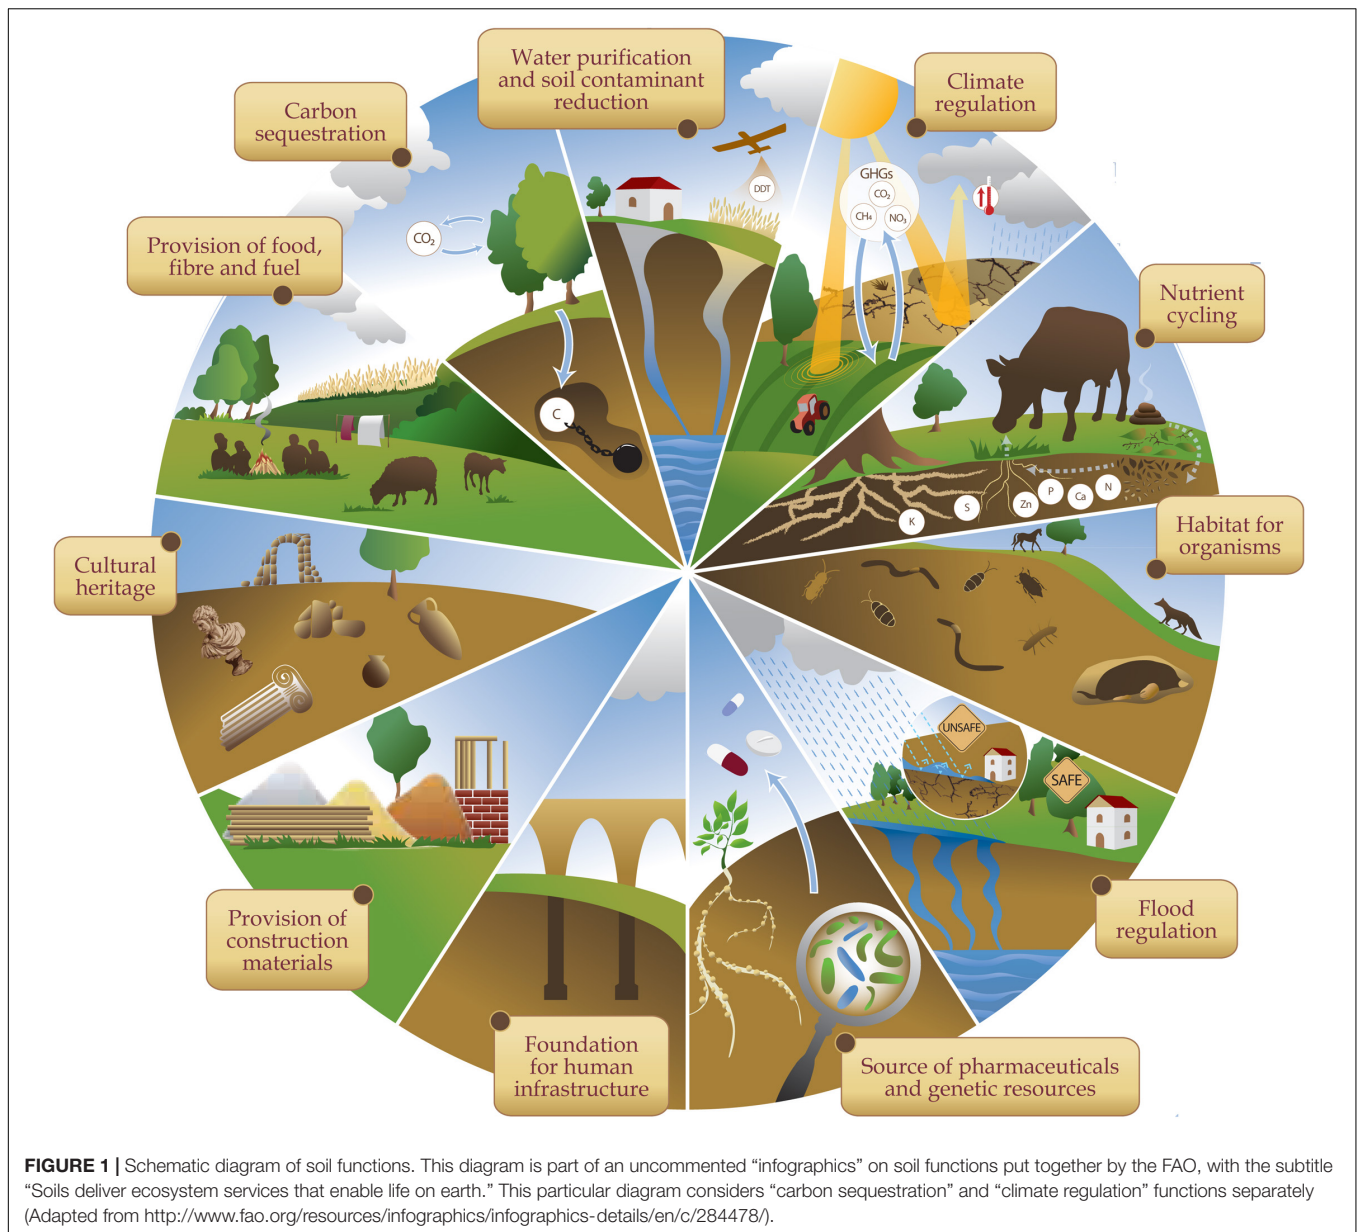 Water purification
and soil contaminant
reduction
Climate
regulation
Carbon
sequestration
Provision of food,
fibre and fuel
Nutrient
cycling
Habitat for
organisms
Cultural
heritage
Provision of
construction
materials
Foundation
for human
infrastructure
Source of pharmaceuticals
and genetic resources
Flood
regulation
CO₂
C
DDT
GHGs
CO₂
CH₄
NO₃
K
S
Zn
P
Ca
N
UNSAFE
SAFE
FIGURE 1 | Schematic diagram of soil functions. This diagram is part of an uncommented “infographics” on soil functions put together by the FAO, with the subtitle
“Soils deliver ecosystem services that enable life on earth.” This particular diagram considers “carbon sequestration” and “climate regulation” functions separately
(Adapted from http://www.fao.org/resources/infographics/infographics-details/en/c/284478/).